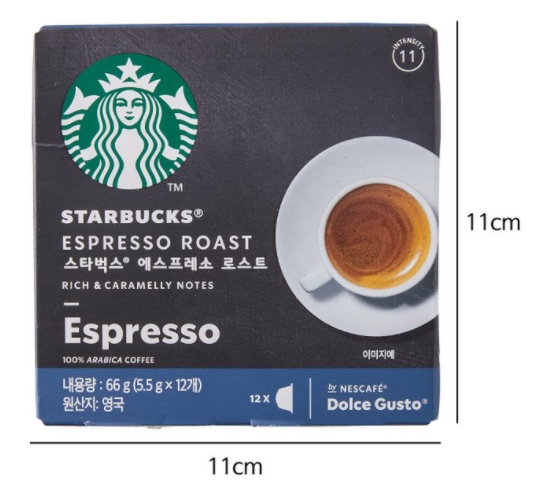 INTENSITY
11
TM
STARBUCKS®
ESPRESSO ROAST
스타벅스® 에스프레소 로스트
RICH & CARAMELLY NOTES
Espresso
100% ARABICA COFFEE
이미지예
내용량 : 66 g (5.5 g × 12개)
원산지: 영국
12 X
by NESCAFÉ®
Dolce Gusto®
11cm
11cm